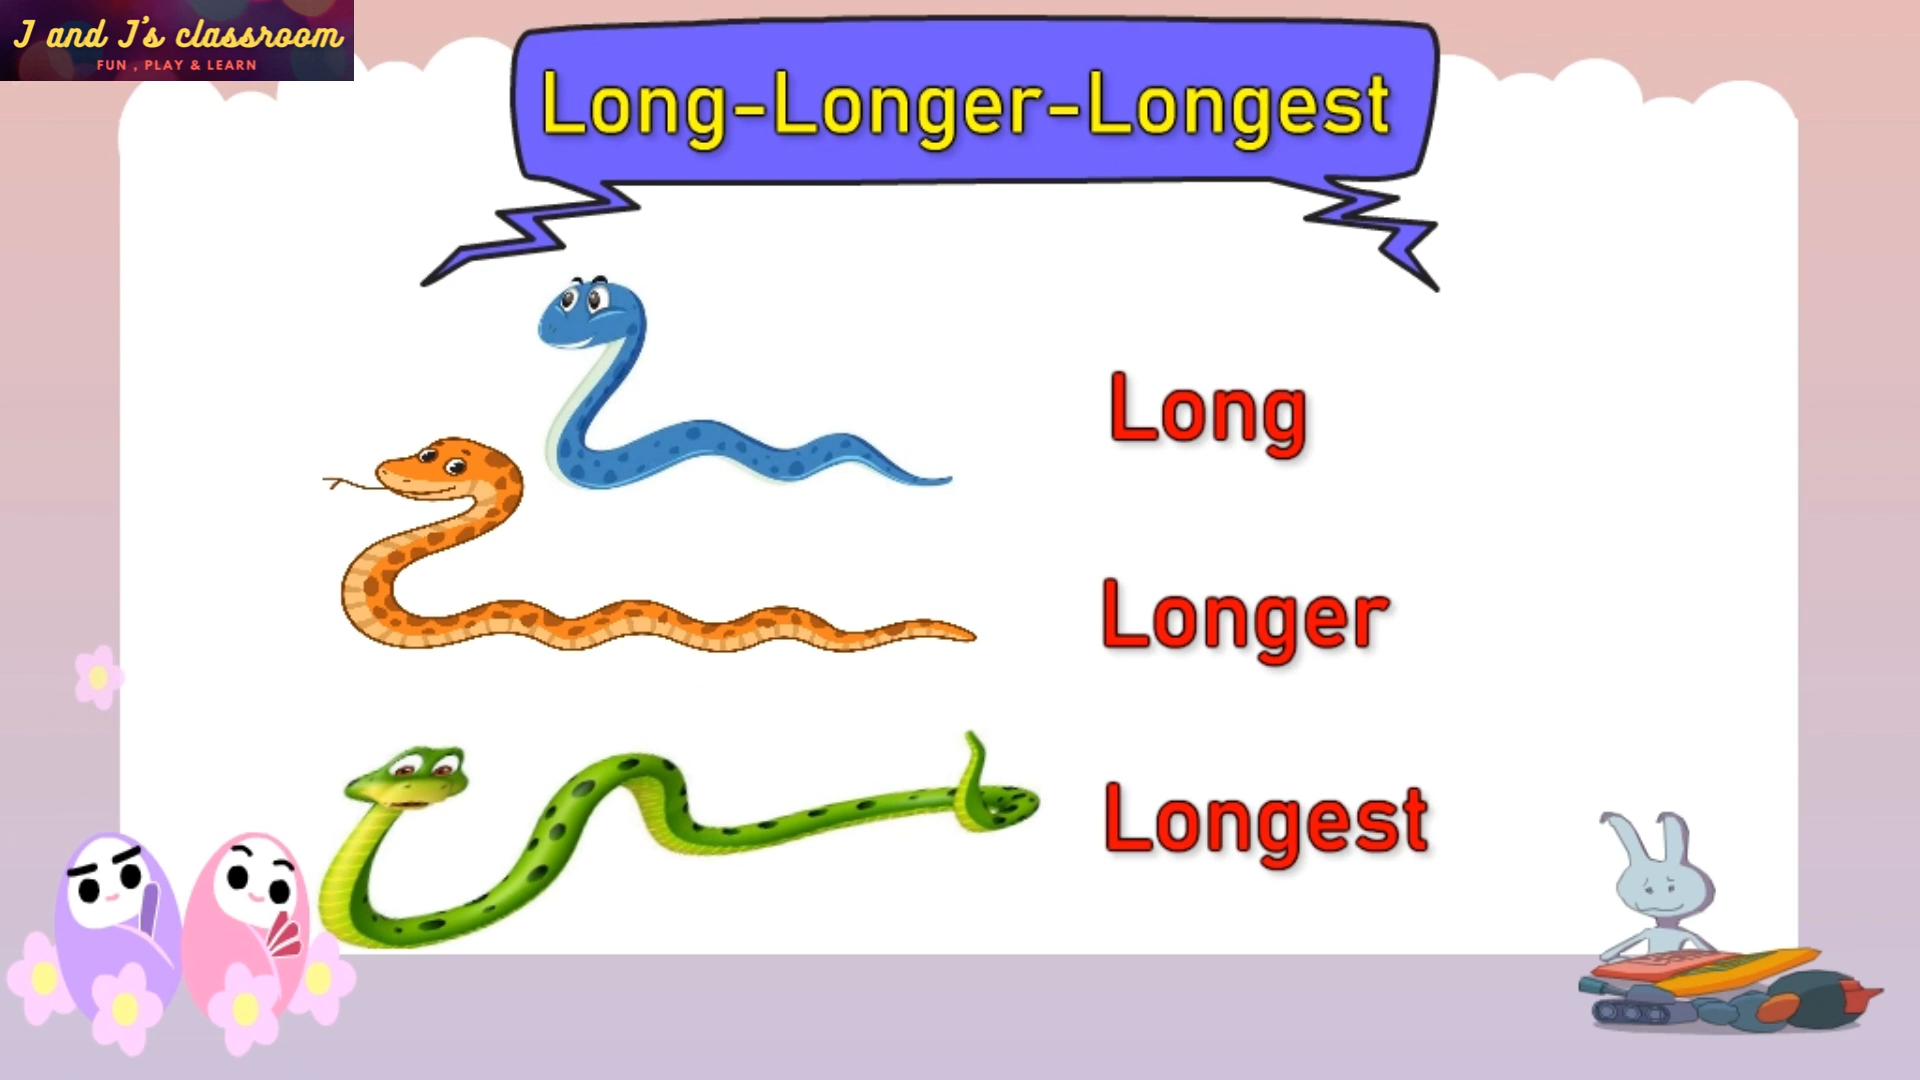 J and J's classroom
FUN , PLAY & LEARN
Long-Longer-Longest
Long
Longer
Longest